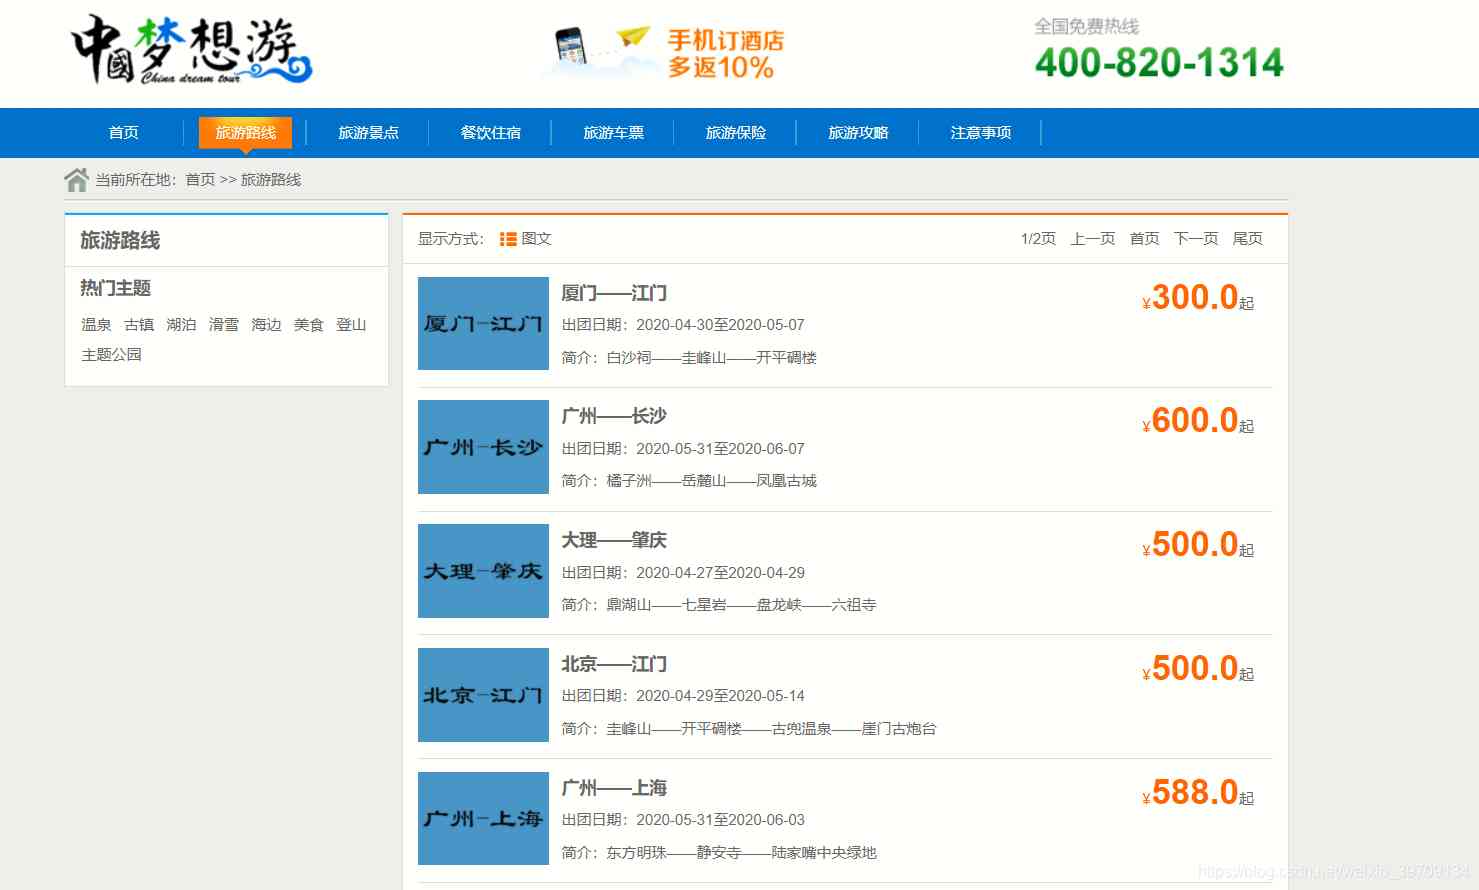 中國梦想游
China dream tour
手机订酒店
多返10%
全国免费热线
400-820-1314
首页 旅游路线 旅游景点 餐饮住宿 旅游车票 旅游保险 旅游攻略 注意事项
当前所在地：首页 >> 旅游路线
旅游路线
热门主题
温泉 古镇 湖泊 滑雪 海边 美食 登山
主题公园
显示方式： 图文 1/2页 上一页 首页 下一页 尾页
厦门-江门
厦门——江门
出团日期：2020-04-30至2020-05-07
简介：白沙祠——圭峰山——开平碉楼
¥300.0起
广州-长沙
广州——长沙
出团日期：2020-05-31至2020-06-07
简介：橘子洲——岳麓山——凤凰古城
¥600.0起
大理-肇庆
大理——肇庆
出团日期：2020-04-27至2020-04-29
简介：鼎湖山——七星岩——盘龙峡——六祖寺
¥500.0起
北京-江门
北京——江门
出团日期：2020-04-29至2020-05-14
简介：圭峰山——开平碉楼——古兜温泉——崖门古炮台
¥500.0起
广州-上海
广州——上海
出团日期：2020-05-31至2020-06-03
简介：东方明珠——静安寺——陆家嘴中央绿地
¥588.0起